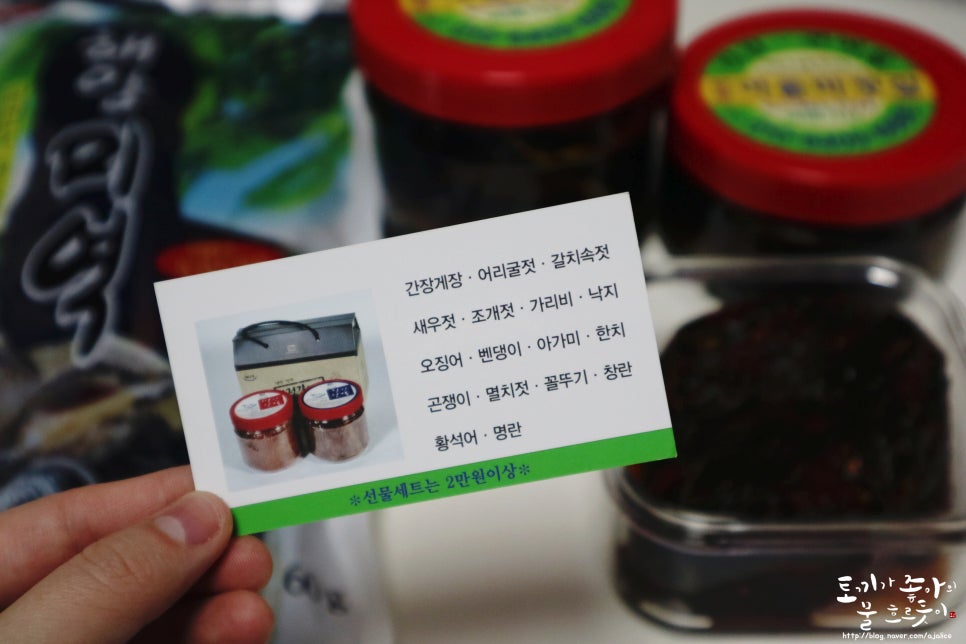 해안
미역
60g
간장게장 · 어리굴젓 · 갈치속젓
새우젓 · 조개젓 · 가리비 · 낙지
오징어 · 벤댕이 · 아가미 · 한치
곤쟁이 · 멸치젓 · 꼴뚜기 · 창란
황석어 · 명란
*선물세트는 2만원이상*
토끼가 좋아의
물 흐르듯이
http://blog.naver.com/ajalice